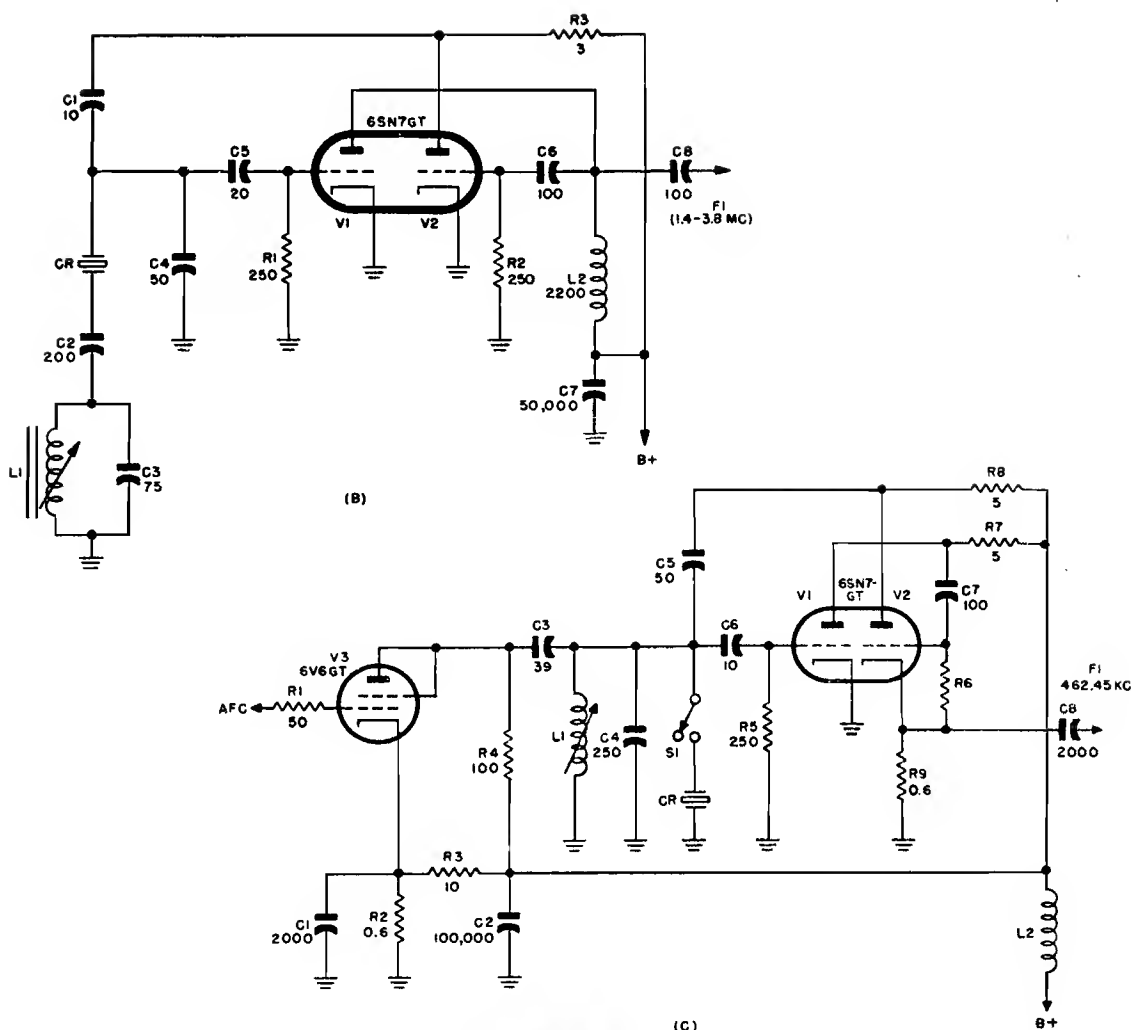 R3
3
C1
10
6SN7GT
C5
20
C6
100
C8
100
F1
(1.4-3.8 MC)
V1
V2
CR
C4
50
R1
250
R2
250
L2
2200
C2
200
C7
50,000
L1
C3
75
B+
(B)
R8
5
R7
5
C5
50
V1
6SN7-
GT
V2
C7
100
C3
39
C6
10
V3
6V6GT
F1
462.45 KC
AFC
R1
50
R6
C8
2000
R4
100
L1
C4
250
S1
R5
250
R9
0.6
CR
R3
10
C1
2000
R2
0.6
C2
100,000
L2
B+
(C)